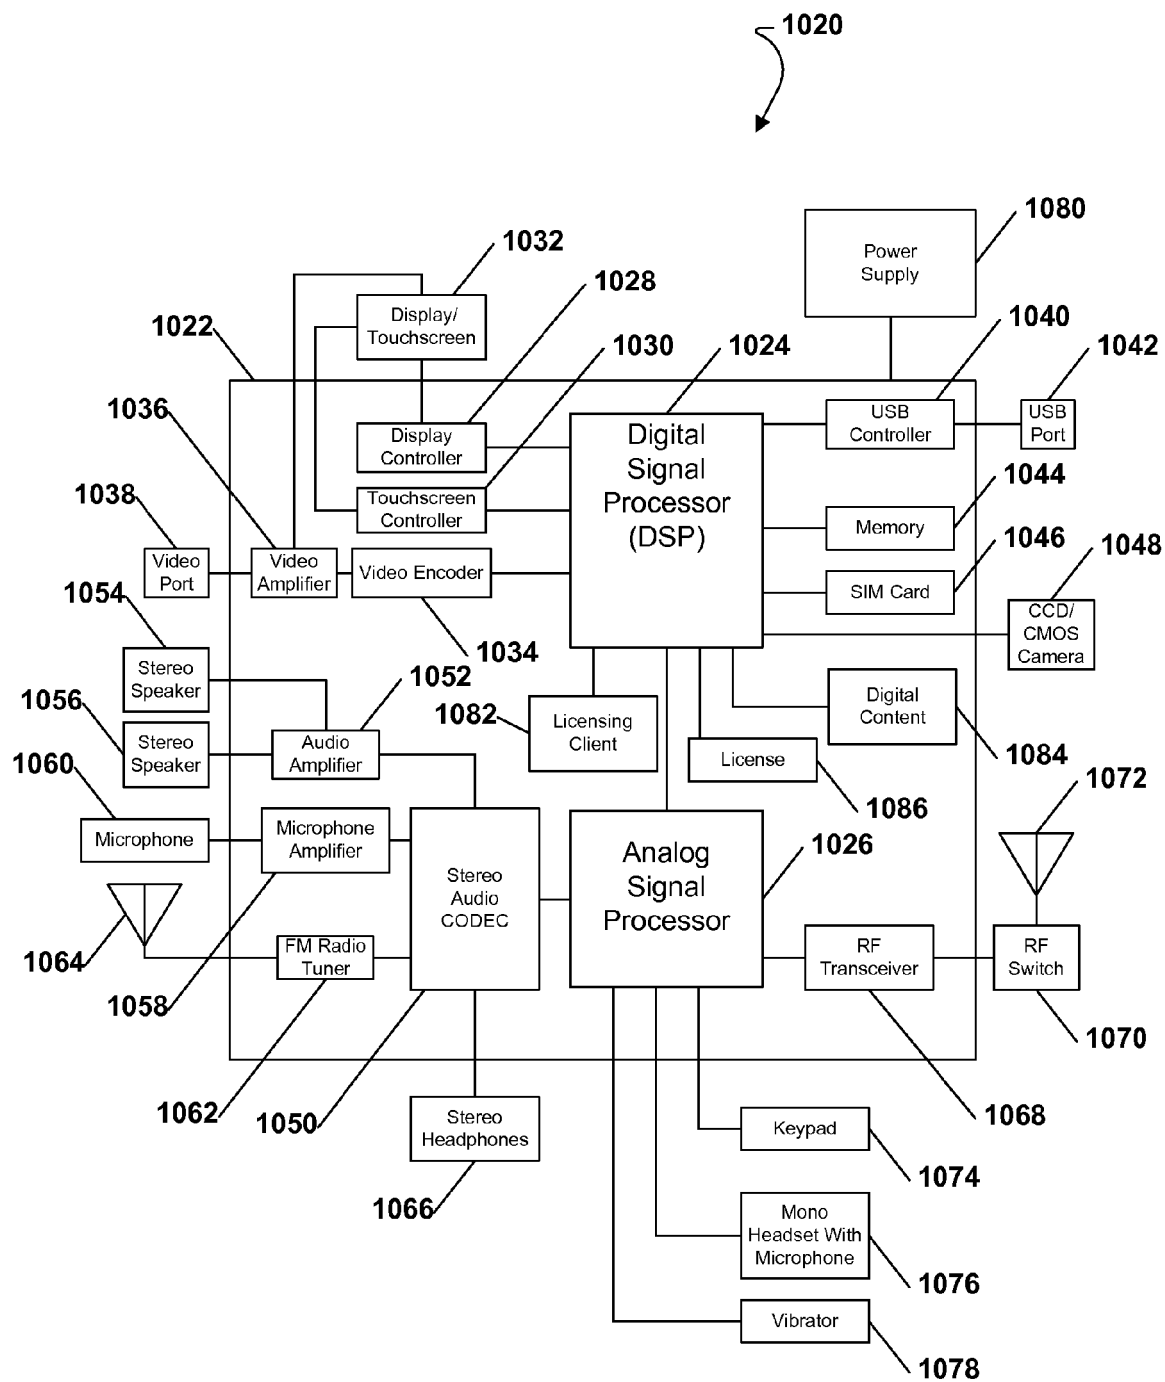 1020
1080
Power
Supply
1032
1028
1022
Display/
Touchscreen
1030
1024
1040
1042
1036
Display
Controller
Digital
Signal
Processor
(DSP)
USB
Controller
USB
Port
1038
Touchscreen
Controller
Memory
1044
Video
Port
Video
Amplifier
Video Encoder
SIM Card
1046
1048
1054
1034
CCD/
CMOS
Camera
Stereo
Speaker
1052
1056
1082
Licensing
Client
Digital
Content
1084
Stereo
Speaker
Audio
Amplifier
License
1086
1060
1072
Microphone
Microphone
Amplifier
Stereo
Audio
CODEC
Analog
Signal
Processor
1026
1064
FM Radio
Tuner
RF
Transceiver
RF
Switch
1058
1070
1062
1050
1068
Stereo
Headphones
Keypad
1066
1074
Mono
Headset With
Microphone
1076
Vibrator
1078